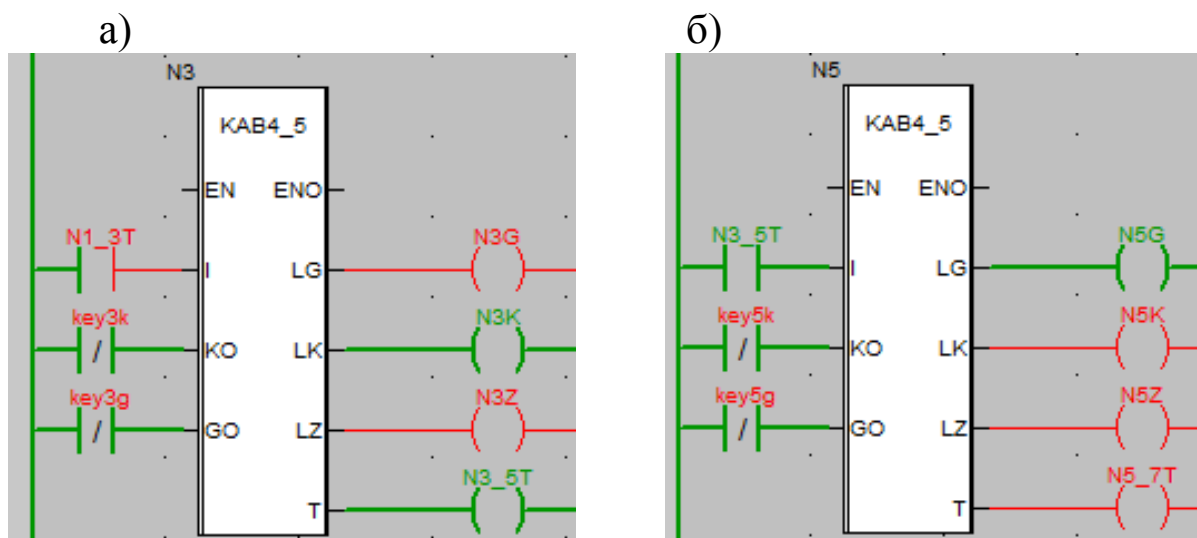 а)
N3
KAB4_5
EN ENO
N1_3T N3G
I LG
key3k N3K
/ KO LK
key3g N3Z
/ GO LZ
N3_5T
T
б)
N5
KAB4_5
EN ENO
N3_5T N5G
I LG
key5k N5K
/ KO LK
key5g N5Z
/ GO LZ
N5_7T
T